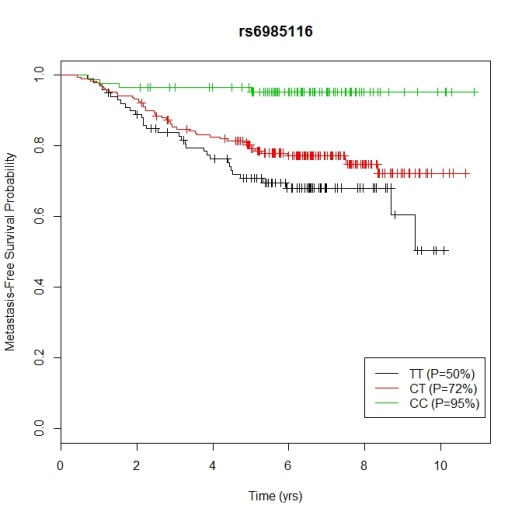 rs6985116
Metastasis-Free Survival Probability
1.0
0.8
0.6
0.4
0.2
0.0
TT (P=50%)
CT (P=72%)
CC (P=95%)
0 2 4 6 8 10
Time (yrs)